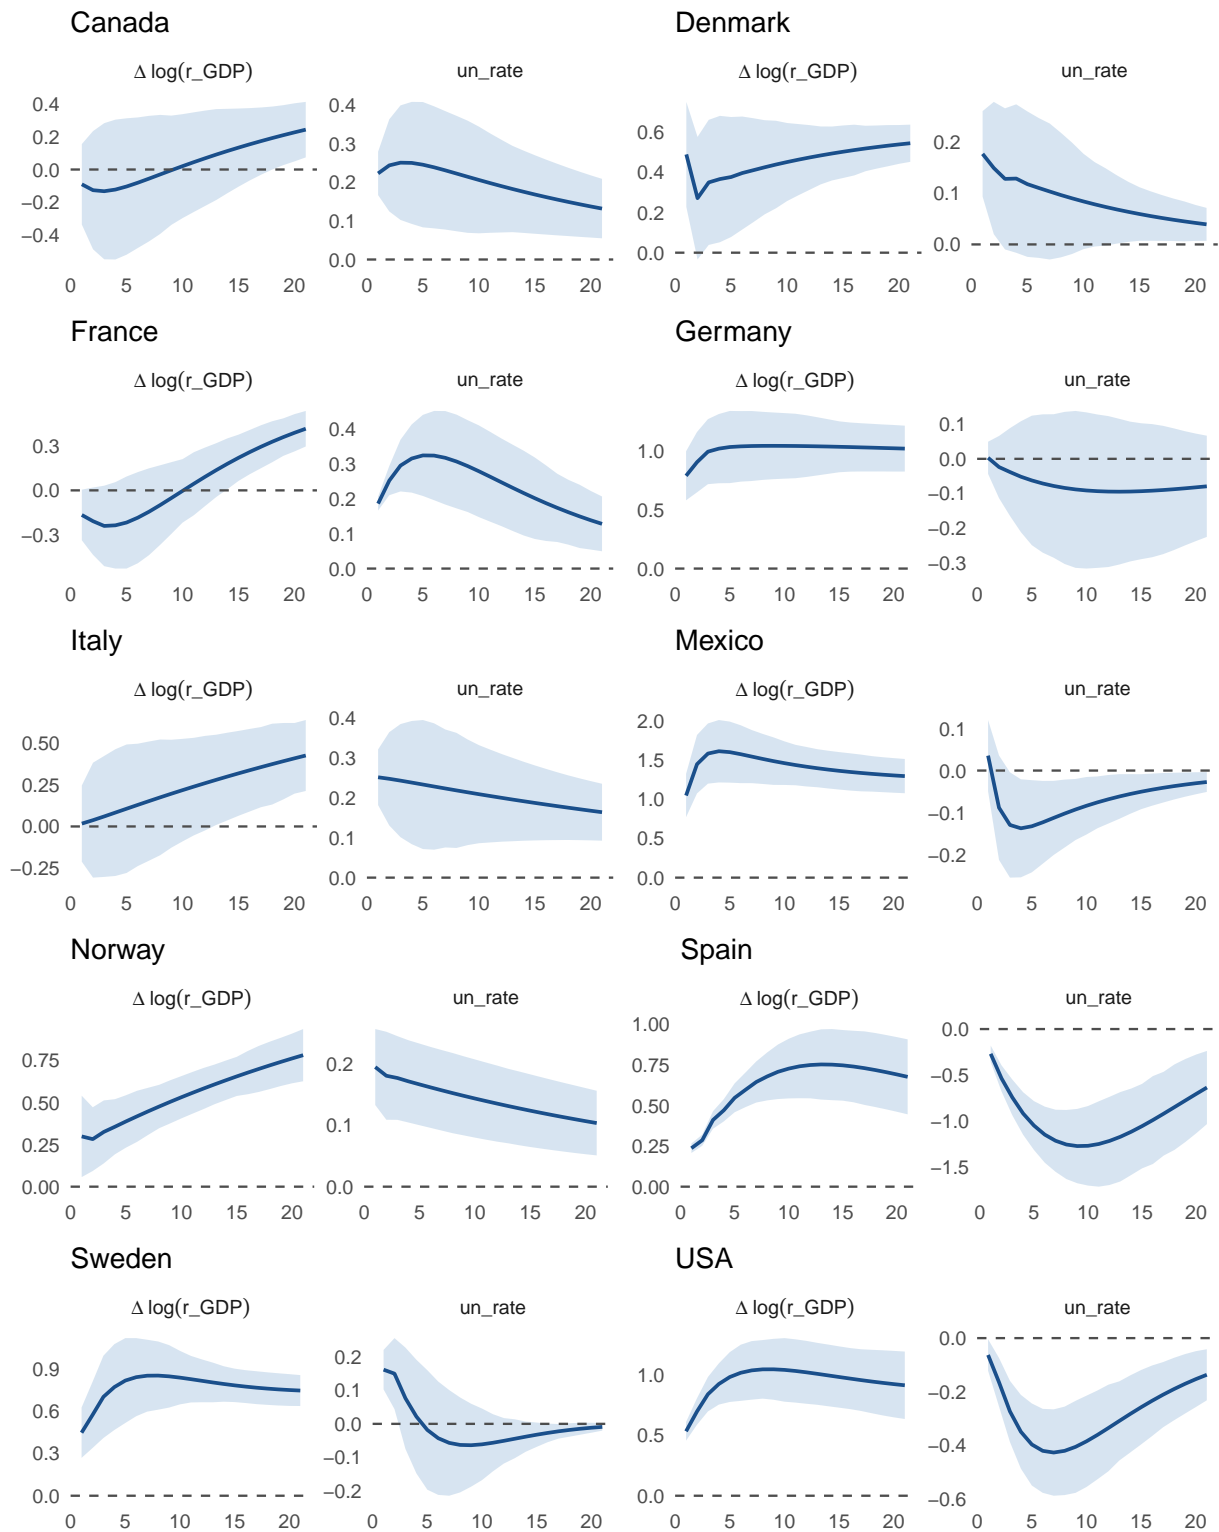 Canada Denmark
Δ log(r_GDP) un_rate Δ log(r_GDP) un_rate
0.4 0.2 0.0 −0.2 −0.4
0.4 0.3 0.2 0.1 0.0
0.6 0.4 0.2 0.0
0.2 0.1 0.0
0 5 10 15 20 0 5 10 15 20 0 5 10 15 20 0 5 10 15 20
France Germany
Δ log(r_GDP) un_rate Δ log(r_GDP) un_rate
0.3 0.0 −0.3
0.4 0.3 0.2 0.1 0.0
1.0 0.5 0.0
0.1 0.0 −0.1 −0.2 −0.3
0 5 10 15 20 0 5 10 15 20 0 5 10 15 20 0 5 10 15 20
Italy Mexico
Δ log(r_GDP) un_rate Δ log(r_GDP) un_rate
0.50 0.25 0.00 −0.25
0.4 0.3 0.2 0.1 0.0
2.0 1.5 1.0 0.5 0.0
0.1 0.0 −0.1 −0.2
0 5 10 15 20 0 5 10 15 20 0 5 10 15 20 0 5 10 15 20
Norway Spain
Δ log(r_GDP) un_rate Δ log(r_GDP) un_rate
0.75 0.50 0.25 0.00
0.2 0.1 0.0
1.00 0.75 0.50 0.25 0.00
0.0 −0.5 −1.0 −1.5
0 5 10 15 20 0 5 10 15 20 0 5 10 15 20 0 5 10 15 20
Sweden USA
Δ log(r_GDP) un_rate Δ log(r_GDP) un_rate
0.9 0.6 0.3 0.0
0.2 0.1 0.0 −0.1 −0.2
1.0 0.5 0.0
0.0 −0.2 −0.4 −0.6
0 5 10 15 20 0 5 10 15 20 0 5 10 15 20 0 5 10 15 20